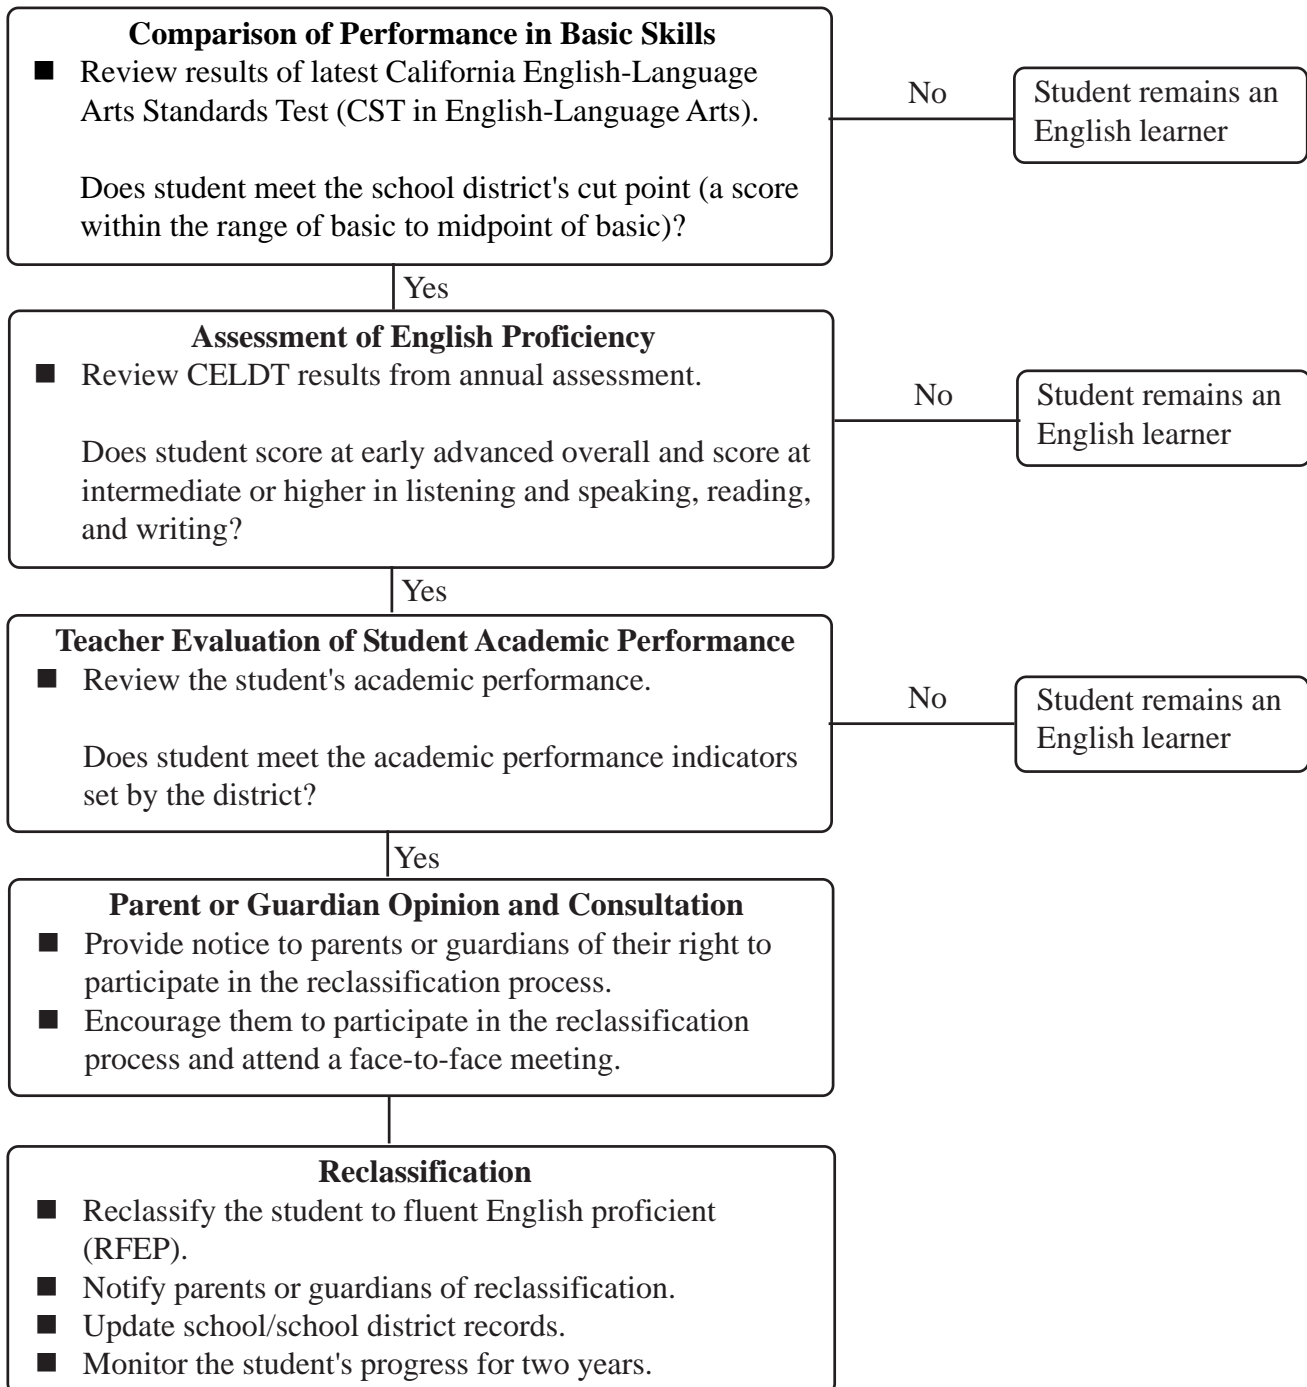 Comparison of Performance in Basic Skills
■ Review results of latest California English-Language
Arts Standards Test (CST in English-Language Arts).
Does student meet the school district's cut point (a score
within the range of basic to midpoint of basic)?
No
Student remains an
English learner
Yes
Assessment of English Proficiency
■ Review CELDT results from annual assessment.
Does student score at early advanced overall and score at
intermediate or higher in listening and speaking, reading,
and writing?
No
Student remains an
English learner
Yes
Teacher Evaluation of Student Academic Performance
■ Review the student's academic performance.
Does student meet the academic performance indicators
set by the district?
No
Student remains an
English learner
Yes
Parent or Guardian Opinion and Consultation
■ Provide notice to parents or guardians of their right to
participate in the reclassification process.
■ Encourage them to participate in the reclassification
process and attend a face-to-face meeting.
Reclassification
■ Reclassify the student to fluent English proficient
(RFEP).
■ Notify parents or guardians of reclassification.
■ Update school/school district records.
■ Monitor the student's progress for two years.